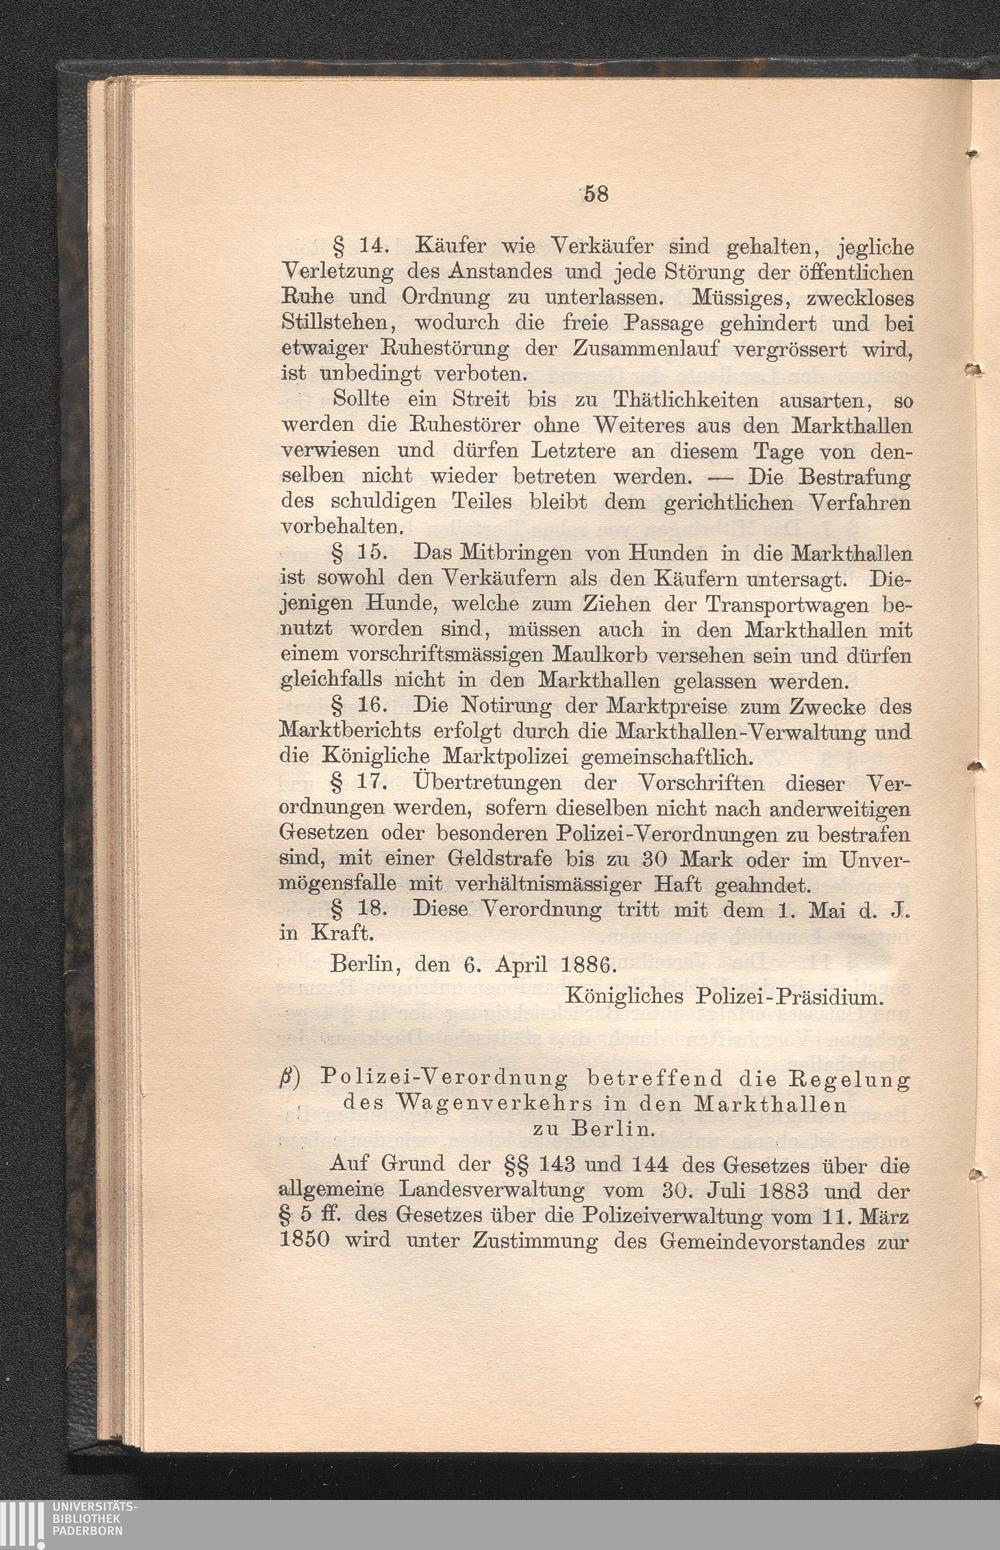 58
§ 14. Käufer wie Verkäufer sind gehalten, jegliche
Verletzung des Anstandes und jede Störung der öffentlichen
Ruhe und Ordnung zu unterlassen. Müssiges, zweckloses
Stillstehen, wodurch die freie Passage gehindert und bei
etwaiger Ruhestörung der Zusammenlauf vergrössert wird,
ist unbedingt verboten.
Sollte ein Streit bis zu Thätlichkeiten ausarten, so
werden die Ruhestörer ohne Weiteres aus den Markthallen
verwiesen und dürfen Letztere an diesem Tage von den-
selben nicht wieder betreten werden. — Die Bestrafung
des schuldigen Teiles bleibt dem gerichtlichen Verfahren
vorbehalten.
§ 15. Das Mitbringen von Hunden in die Markthallen
ist sowohl den Verkäufern als den Käufern untersagt. Die-
jenigen Hunde, welche zum Ziehen der Transportwagen be-
nutzt worden sind, müssen auch in den Markthallen mit
einem vorschriftsmässigen Maulkorb versehen sein und dürfen
gleichfalls nicht in den Markthallen gelassen werden.
§ 16. Die Notirung der Marktpreise zum Zwecke des
Marktberichts erfolgt durch die Markthallen-Verwaltung und
die Königliche Marktpolizei gemeinschaftlich.
§ 17. Übertretungen der Vorschriften dieser Ver-
ordnungen werden, sofern dieselben nicht nach anderweitigen
Gesetzen oder besonderen Polizei-Verordnungen zu bestrafen
sind, mit einer Geldstrafe bis zu 30 Mark oder im Unver-
mögensfalle mit verhältnismässiger Haft geahndet.
§ 18. Diese Verordnung tritt mit dem 1. Mai d. J.
in Kraft.
Berlin, den 6. April 1886.
Königliches Polizei-Präsidium.
β) Polizei-Verordnung betreffend die Regelung
des Wagenverkehrs in den Markthallen
zu Berlin.
Auf Grund der §§ 143 und 144 des Gesetzes über die
allgemeine Landesverwaltung vom 30. Juli 1883 und der
§ 5 ff. des Gesetzes über die Polizeiverwaltung vom 11. März
1850 wird unter Zustimmung des Gemeindevorstandes zur
UNIVERSITÄTS-
BIBLIOTHEK
PADERBORN